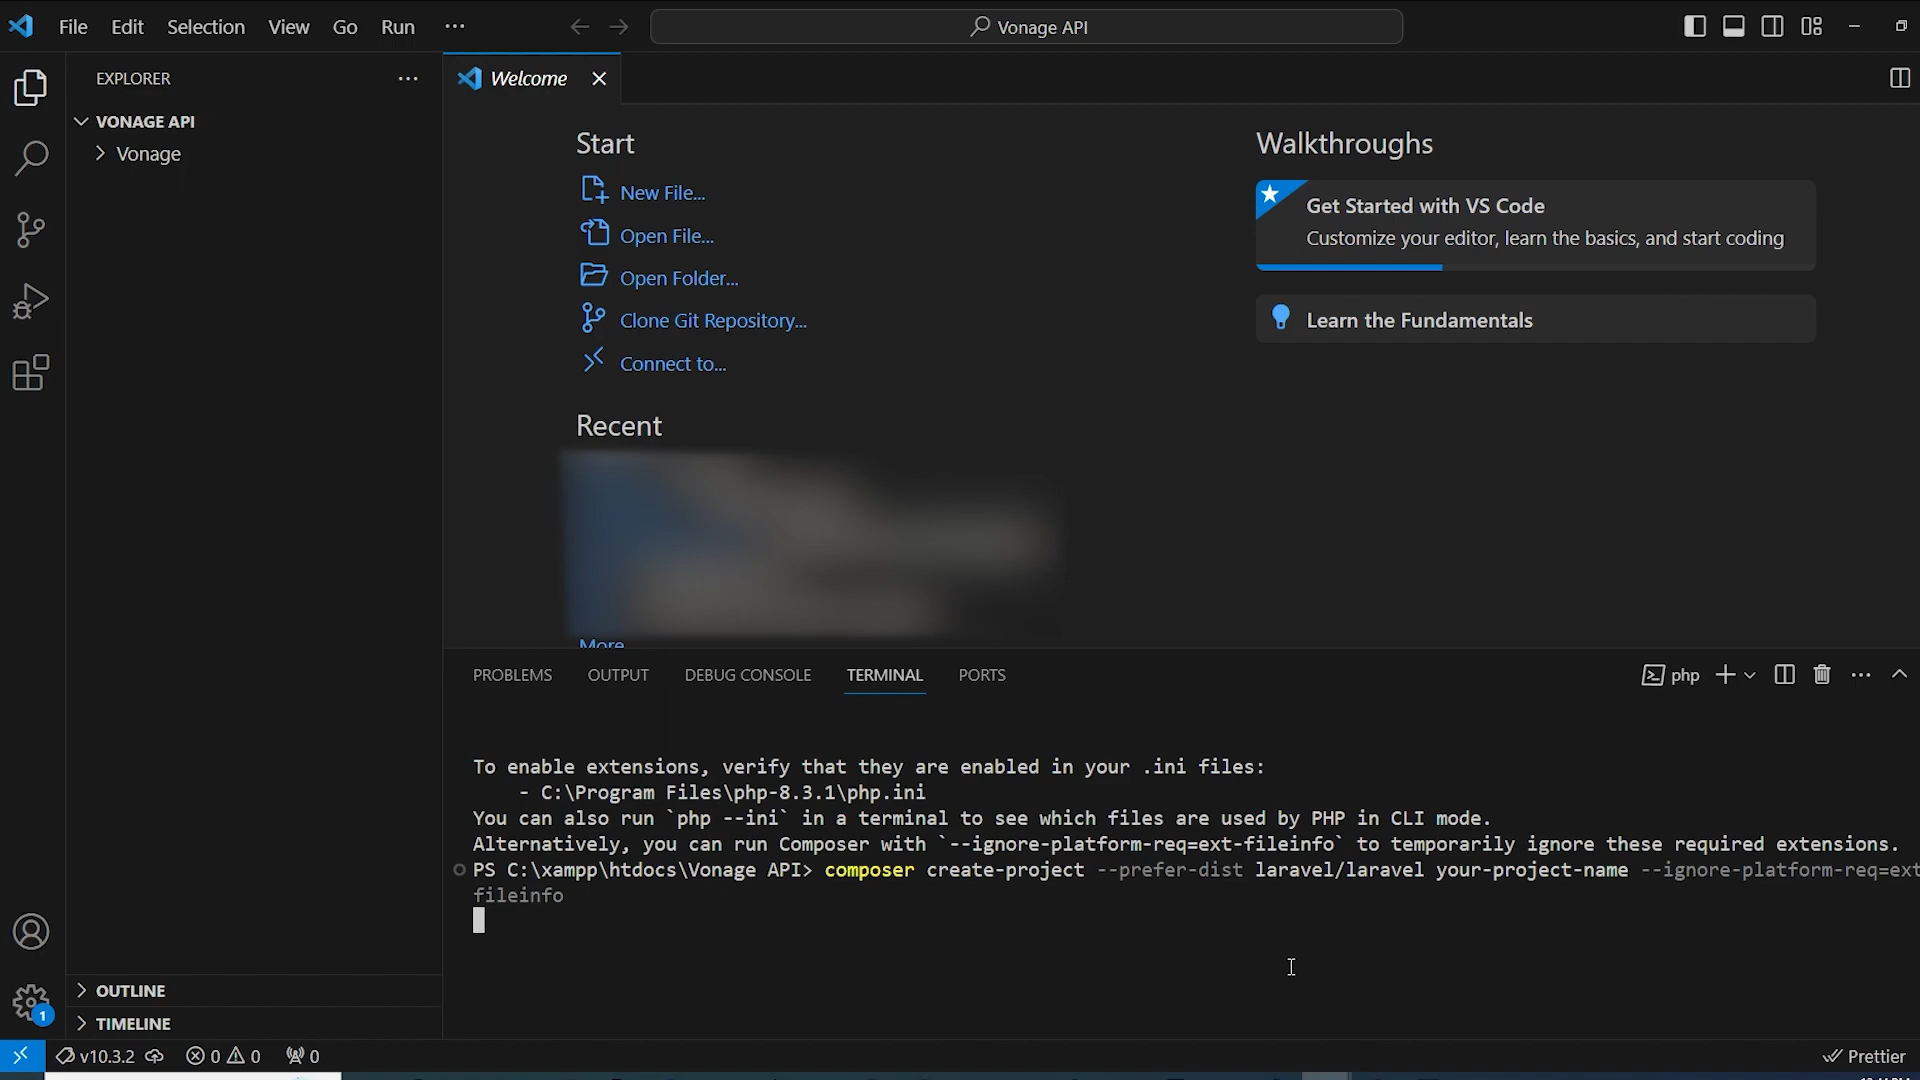 File Edit Selection View Go Run ···
Vonage API
EXPLORER
VONAGE API
Vonage
OUTLINE
TIMELINE
Welcome
Start
New File...
Open File...
Open Folder...
Clone Git Repository...
Connect to...
Recent
More
Walkthroughs
Get Started with VS Code
Customize your editor, learn the basics, and start coding
Learn the Fundamentals
PROBLEMS OUTPUT DEBUG CONSOLE TERMINAL PORTS
php
To enable extensions, verify that they are enabled in your .ini files:
- C:\Program Files\php-8.3.1\php.ini
You can also run `php --ini` in a terminal to see which files are used by PHP in CLI mode.
Alternatively, you can run Composer with `--ignore-platform-req=ext-fileinfo` to temporarily ignore these required extensions.
PS C:\xampp\htdocs\Vonage API> composer create-project --prefer-dist laravel/laravel your-project-name --ignore-platform-req=ext
fileinfo
1
v10.3.2 0 0 0
Prettier